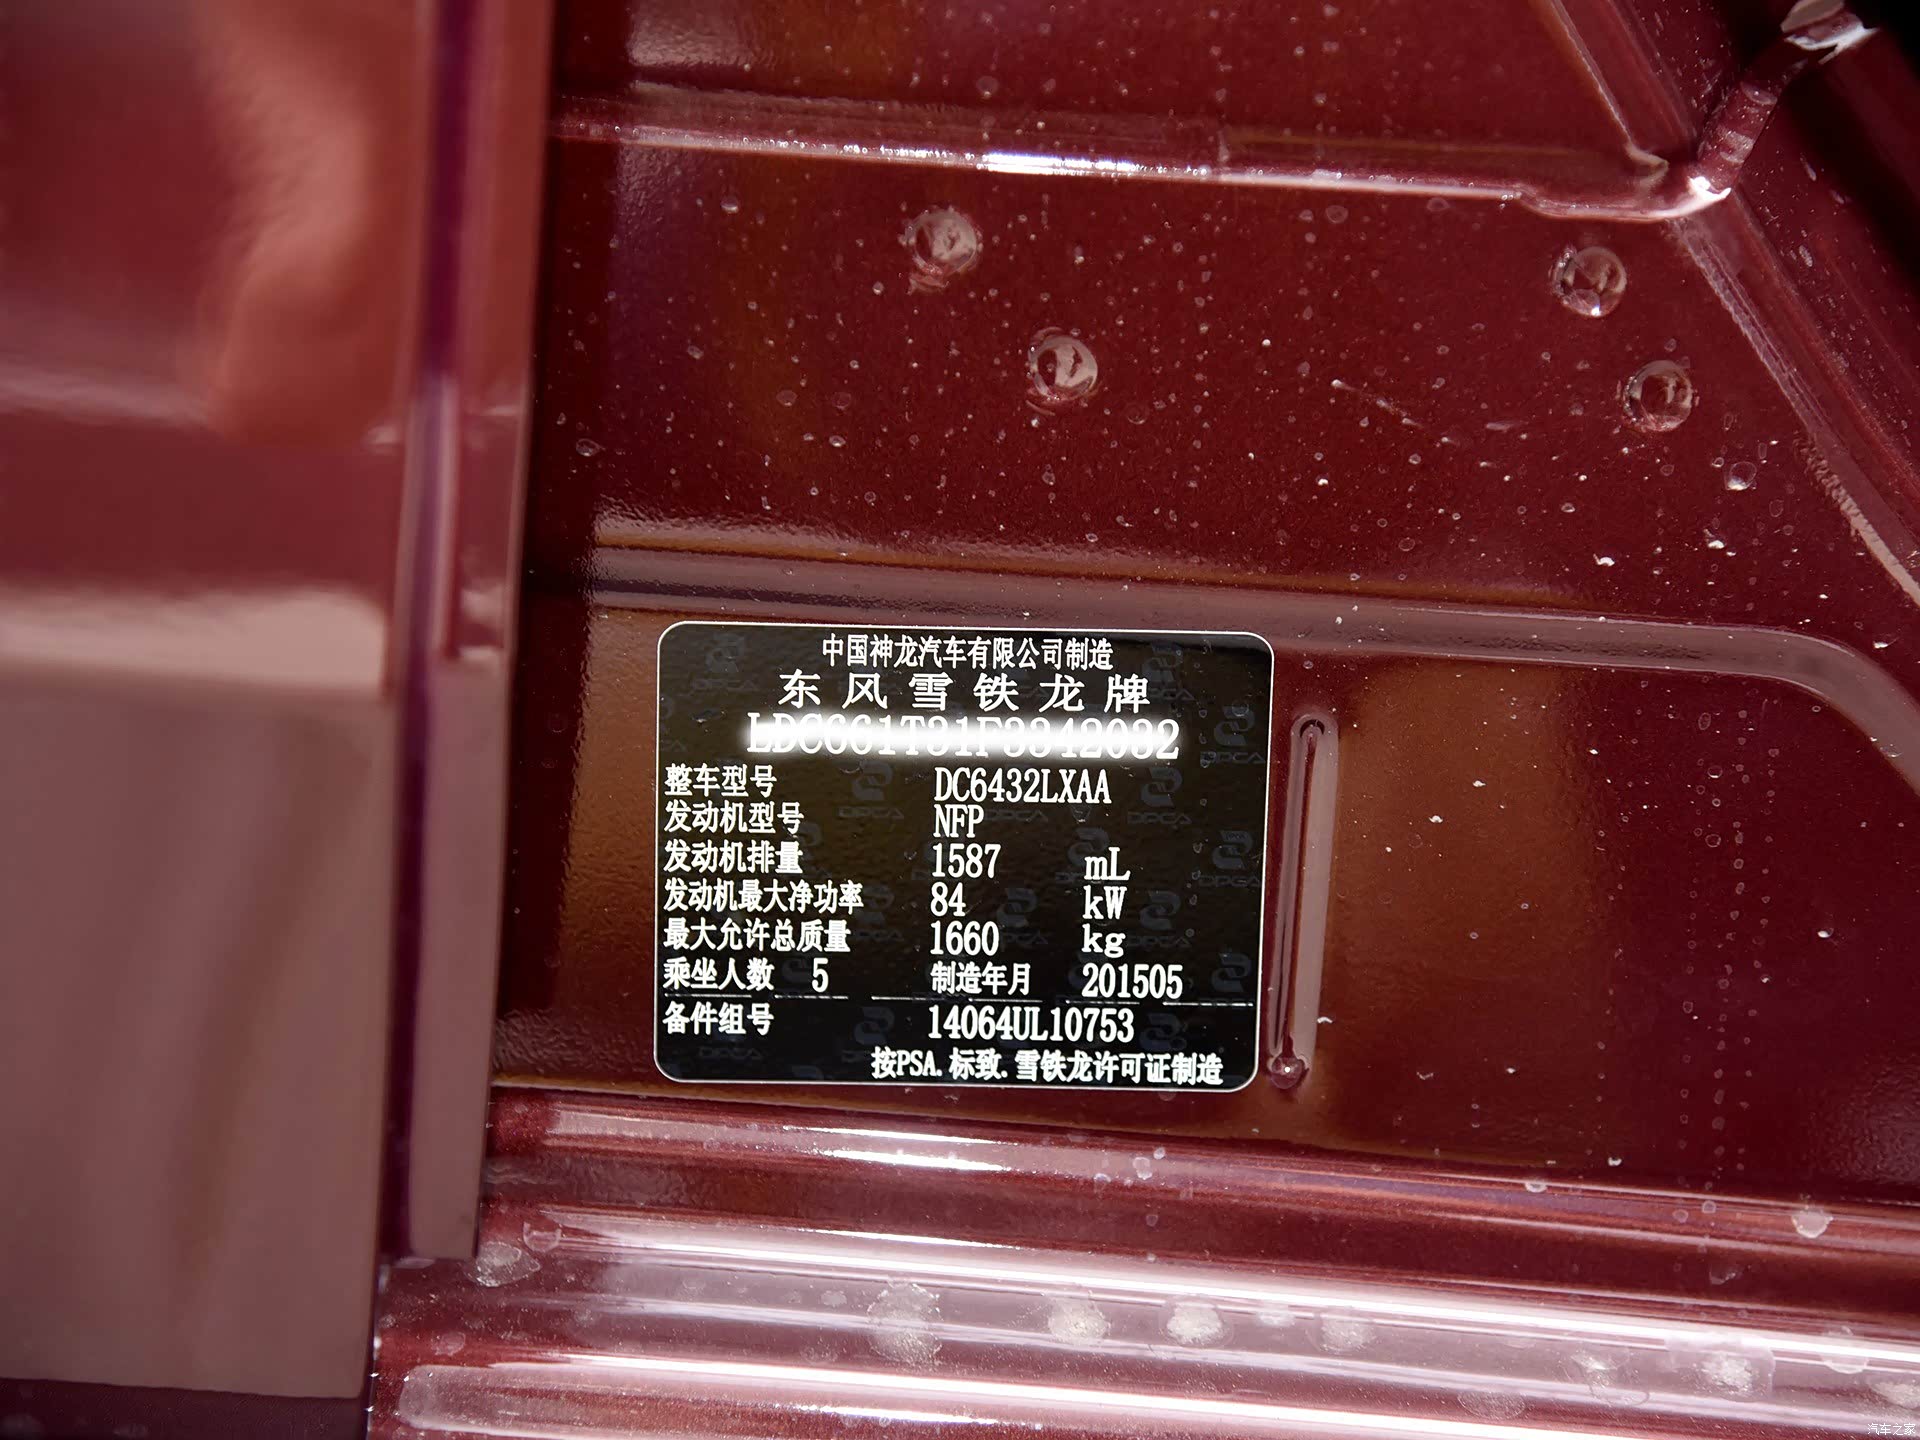 中国神龙汽车有限公司制造
东风雪铁龙牌
整车型号 DC6432LXAA
发动机型号 NFP
发动机排量 1587 mL
发动机最大净功率 84 kW
最大允许总质量 1660 kg
乘坐人数 5 制造年月 201505
备件组号 14064UL10753
按PSA.标致.雪铁龙许可证制造
汽车之家